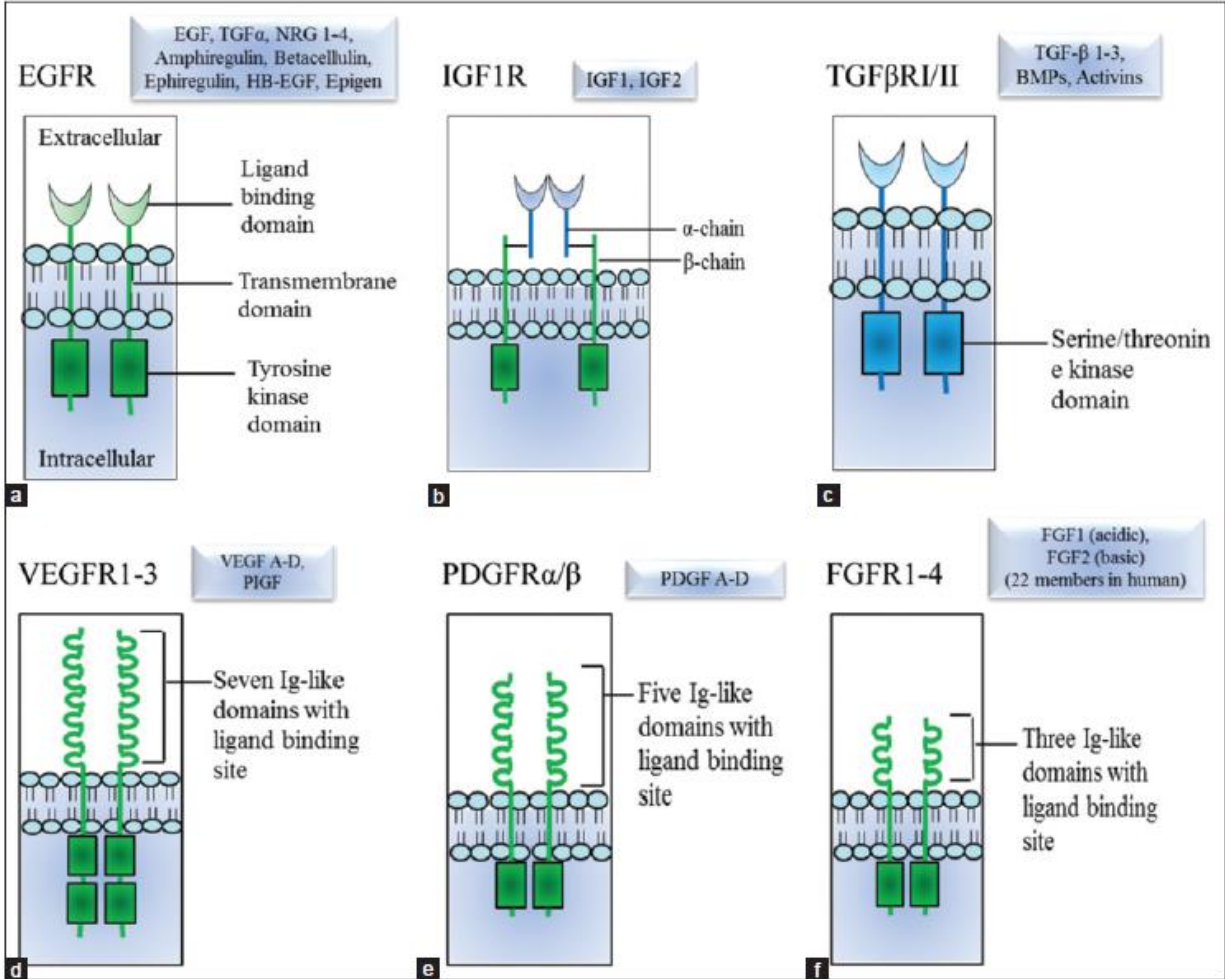 EGFR
EGF, TGFα, NRG 1-4,
Amphiregulin, Betacellulin,
Ephiregulin, HB-EGF, Epigen
Extracellular
Ligand
binding
domain
Transmembrane
domain
Tyrosine
kinase
domain
Intracellular
a
IGF1R
IGF1, IGF2
α-chain
β-chain
b
TGFβRI/II
TGF-β 1-3,
BMPs, Activins
Serine/threonin
e kinase
domain
c
VEGFR1-3
VEGF A-D,
PIGF
Seven Ig-like
domains with
ligand binding
site
d
PDGFRα/β
PDGF A-D
Five Ig-like
domains with
ligand binding
site
e
FGFR1-4
FGF1 (acidic),
FGF2 (basic)
(22 members in human)
Three Ig-like
domains with
ligand binding
site
f